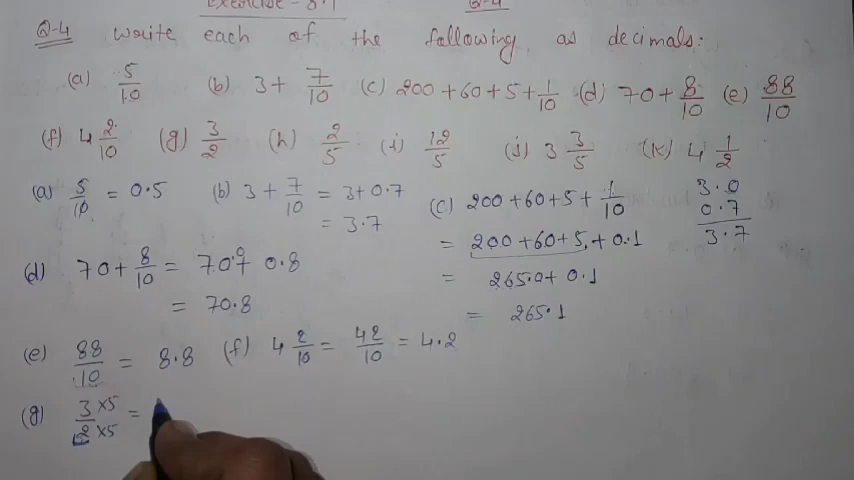 Exercise - 8.1 Q-4
Q-4 Write each of the following as decimals:
(a) 5/10 (b) 3 + 7/10 (c) 200 + 60 + 5 + 1/10 (d) 70 + 8/10 (e) 88/10
(f) 4 2/10 (g) 3/2 (h) 2/5 (i) 12/5 (j) 3 3/5 (k) 4 1/2
(a) 5/10 = 0.5 (b) 3 + 7/10 = 3 + 0.7
= 3.7
(c) 200 + 60 + 5 + 1/10
= 200 + 60 + 5 + 0.1
= 265.0 + 0.1
= 265.1
3.0
0.7
3.7
(d) 70 + 8/10 = 70.0 + 0.8
= 70.8
(e) 88/10 = 8.8 (f) 4 2/10 = 42/10 = 4.2
(g) 3×5/2×5 =